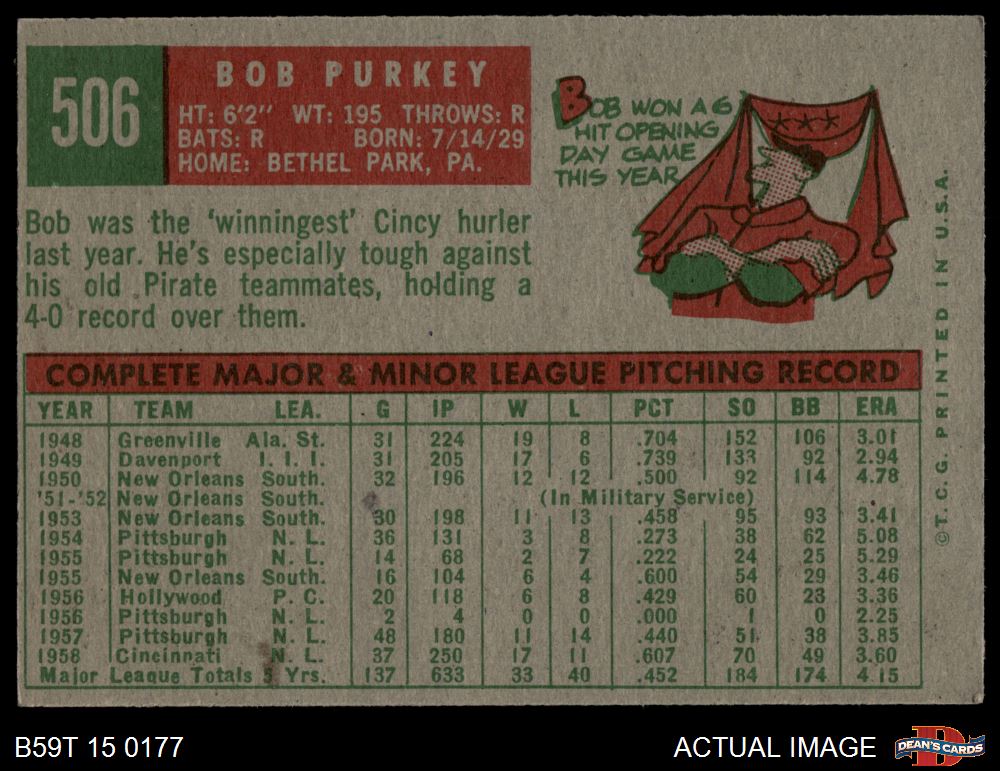 506
BOB PURKEY
HT: 6'2" WT: 195 THROWS: R
BATS: R BORN: 7/14/29
HOME: BETHEL PARK, PA.
BOB WON A 6
HIT OPENING
DAY GAME
THIS YEAR
Bob was the 'winningest' Cincy hurler
last year. He's especially tough against
his old Pirate teammates, holding a
4-0 record over them.
COMPLETE MAJOR & MINOR LEAGUE PITCHING RECORD
YEAR TEAM LEA. G IP W L PCT SO BB ERA
1948 Greenville Ala. St. 31 224 19 8 .704 152 106 3.01
1949 Davenport I. I. I. 31 205 17 6 .739 133 92 2.94
1950 New Orleans South. 32 196 12 12 .500 92 114 4.78
'51-'52 New Orleans South. (In Military Service)
1953 New Orleans South. 30 198 11 13 .458 95 93 3.41
1954 Pittsburgh N. L. 36 131 3 8 .273 38 62 5.08
1955 Pittsburgh N. L. 14 68 2 7 .222 24 25 5.29
1955 New Orleans South. 16 104 6 4 .600 54 29 3.46
1956 Hollywood P. C. 20 118 6 8 .429 60 23 3.36
1956 Pittsburgh N. L. 2 4 0 0 .000 1 0 2.25
1957 Pittsburgh N. L. 48 180 11 14 .440 51 38 3.85
1958 Cincinnati N. L. 37 250 17 11 .607 70 49 3.60
Major League Totals 5 Yrs. 137 633 33 40 .452 184 174 4.15
©T. C. G. PRINTED IN U.S.A.
B59T 15 0177
ACTUAL IMAGE
DEAN'S CARDS